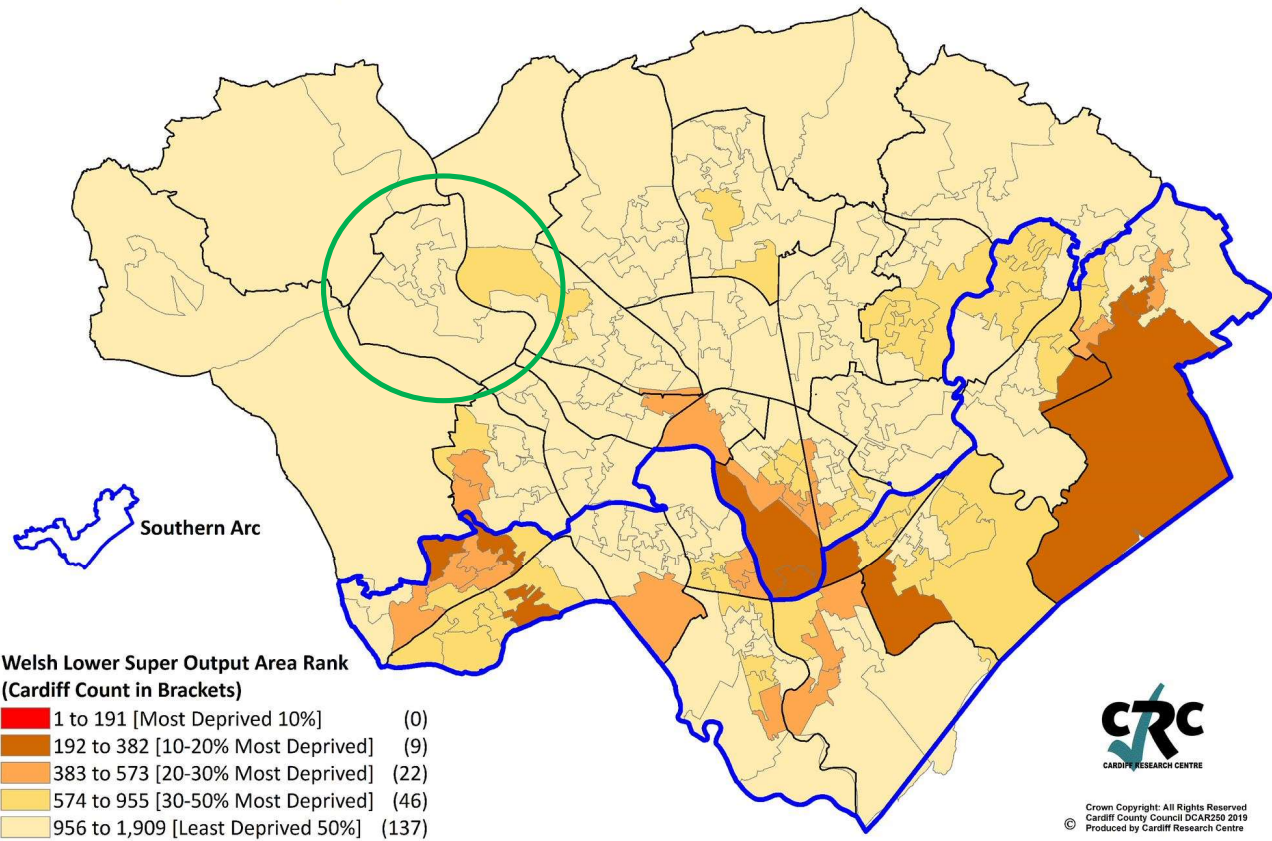 Southern Arc
Welsh Lower Super Output Area Rank
(Cardiff Count in Brackets)
1 to 191 [Most Deprived 10%] (0)
192 to 382 [10-20% Most Deprived] (9)
383 to 573 [20-30% Most Deprived] (22)
574 to 955 [30-50% Most Deprived] (46)
956 to 1,909 [Least Deprived 50%] (137)
CRC
CARDIFF RESEARCH CENTRE
Crown Copyright: All Rights Reserved
Cardiff County Council DCAR250 2019
© Produced by Cardiff Research Centre